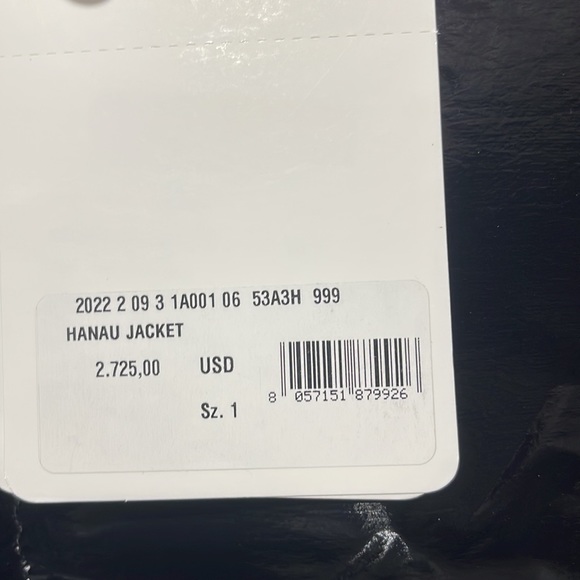 2022 2 09 3 1A001 06 53A3H 999
HANAU JACKET
2.725,00 USD
Sz. 1
8 057151 879926